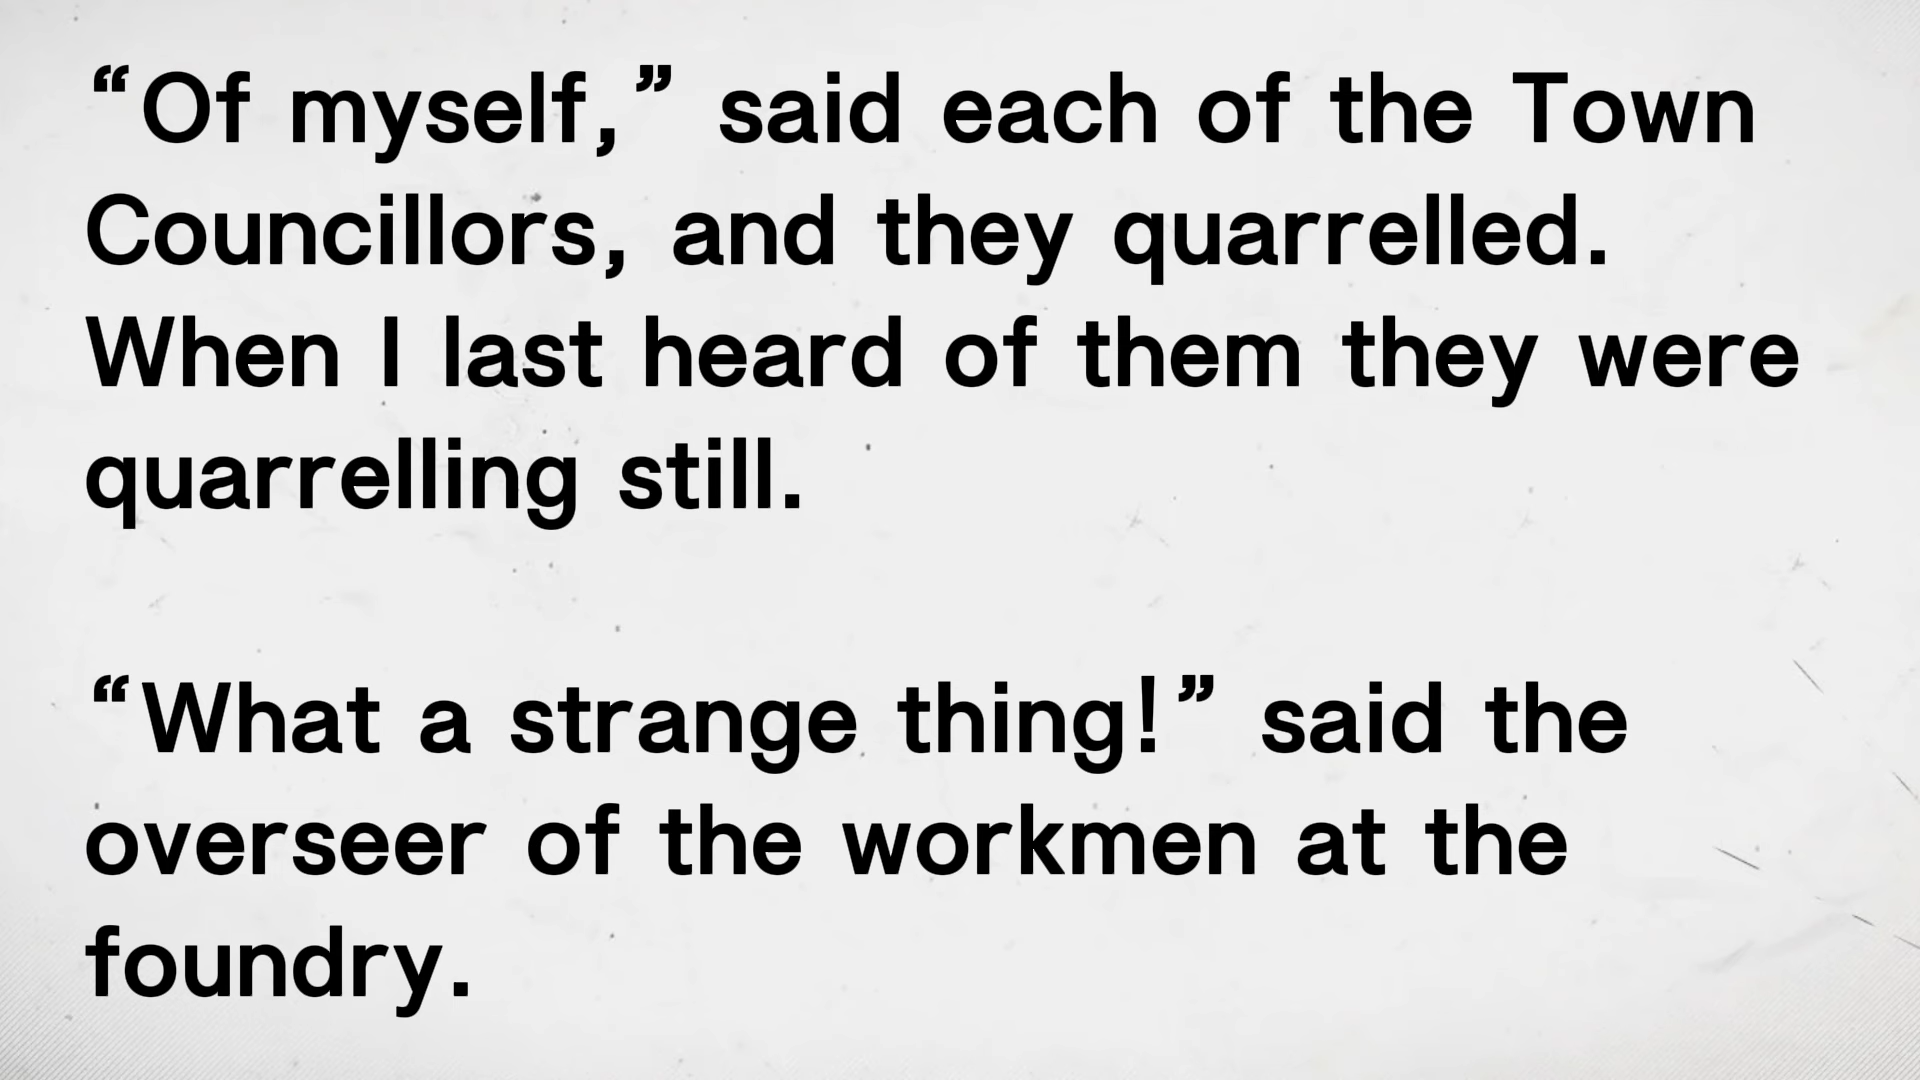 “Of myself,” said each of the Town
Councillors, and they quarrelled.
When I last heard of them they were
quarrelling still.
“What a strange thing!” said the
overseer of the workmen at the
foundry.